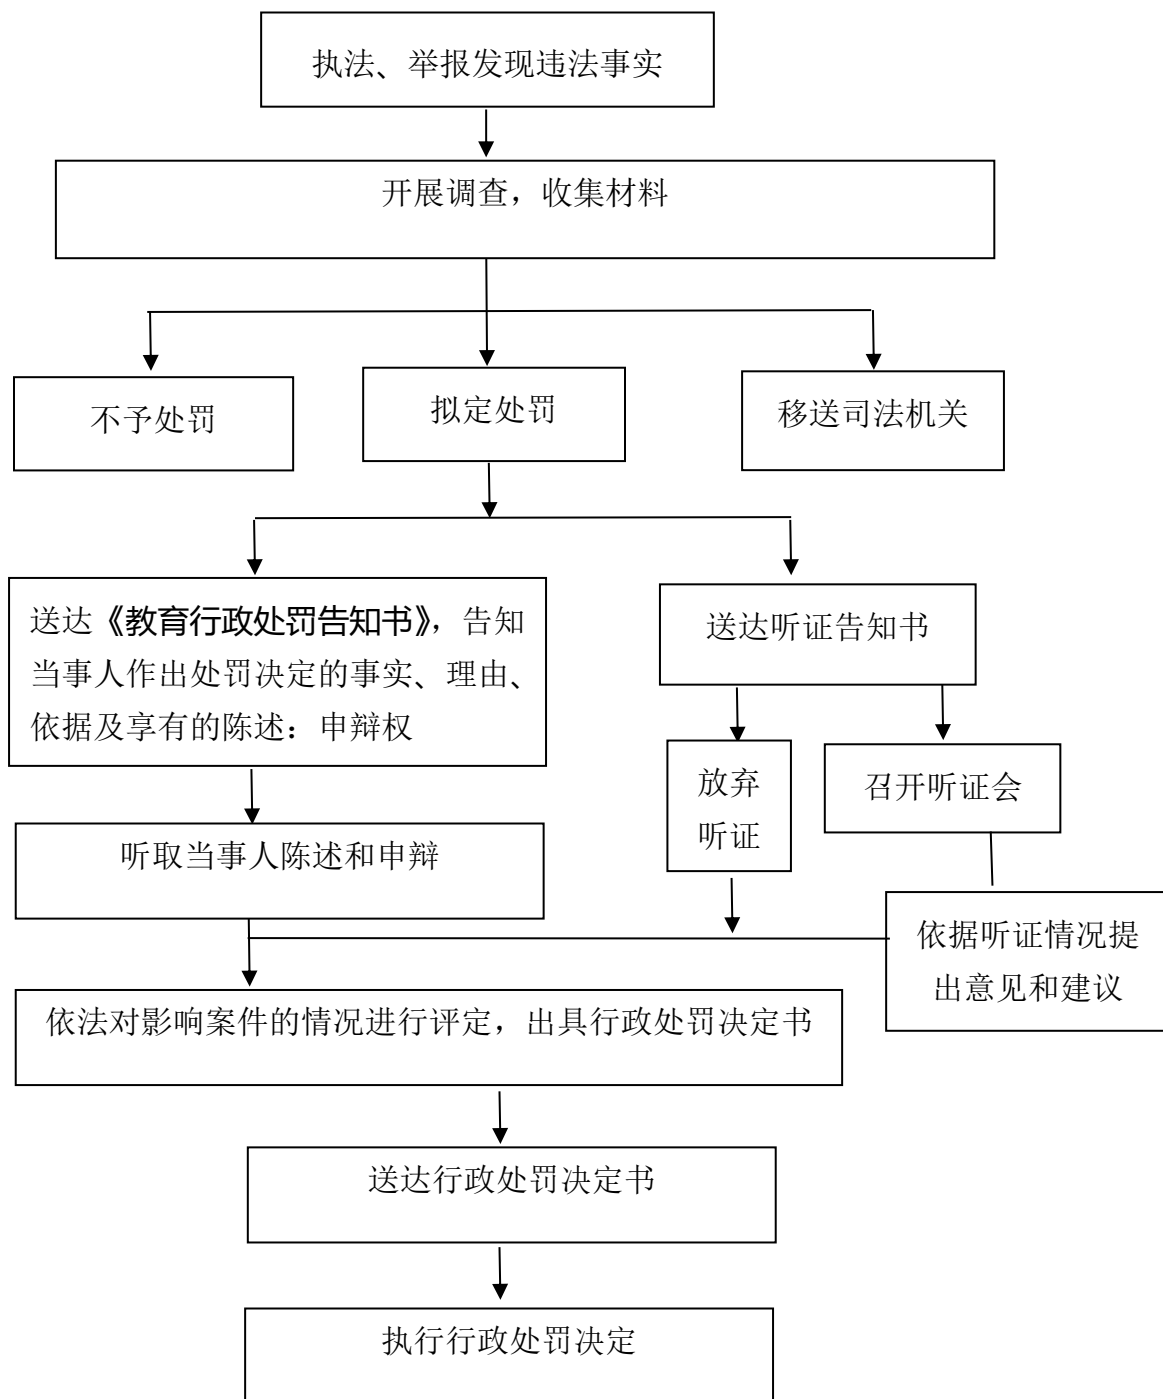 执法、举报发现违法事实
开展调查，收集材料
不予处罚
拟定处罚
移送司法机关
送达《教育行政处罚告知书》，告知
当事人作出处罚决定的事实、理由、
依据及享有的陈述：申辩权
送达听证告知书
放弃
听证
召开听证会
听取当事人陈述和申辩
依据听证情况提
出意见和建议
依法对影响案件的情况进行评定，出具行政处罚决定书
送达行政处罚决定书
执行行政处罚决定